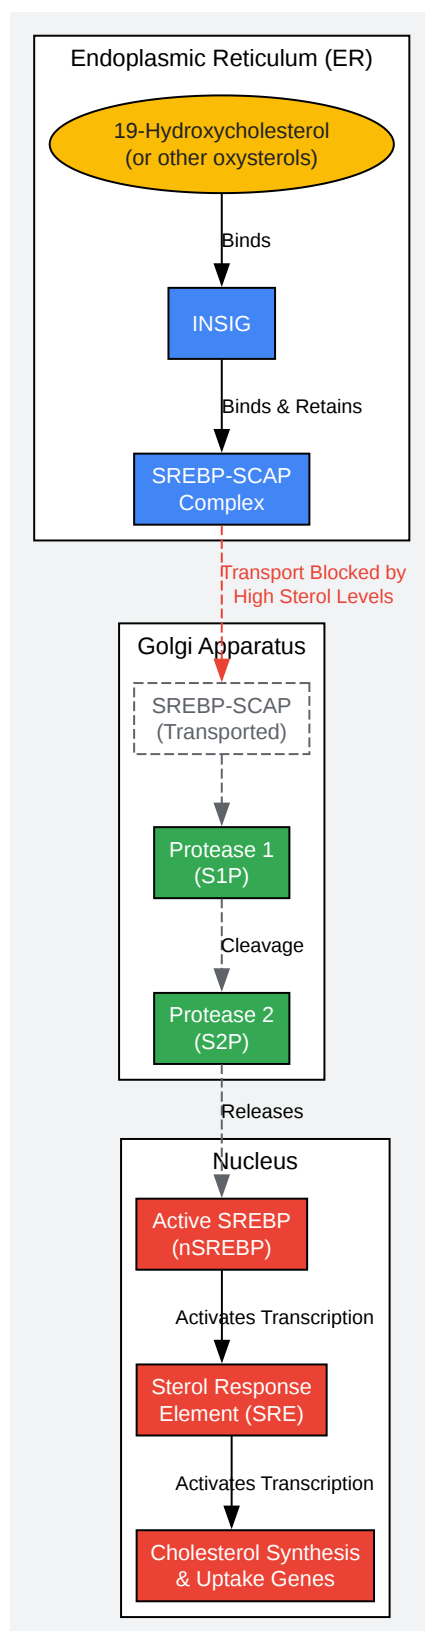 Endoplasmic Reticulum (ER)
19-Hydroxycholesterol
(or other oxysterols)
Binds
INSIG
Binds & Retains
SREBP-SCAP
Complex
Transport Blocked by
High Sterol Levels
Golgi Apparatus
SREBP-SCAP
(Transported)
Protease 1
(S1P)
Cleavage
Protease 2
(S2P)
Releases
Nucleus
Active SREBP
(nSREBP)
Activates Transcription
Sterol Response
Element (SRE)
Activates Transcription
Cholesterol Synthesis
& Uptake Genes